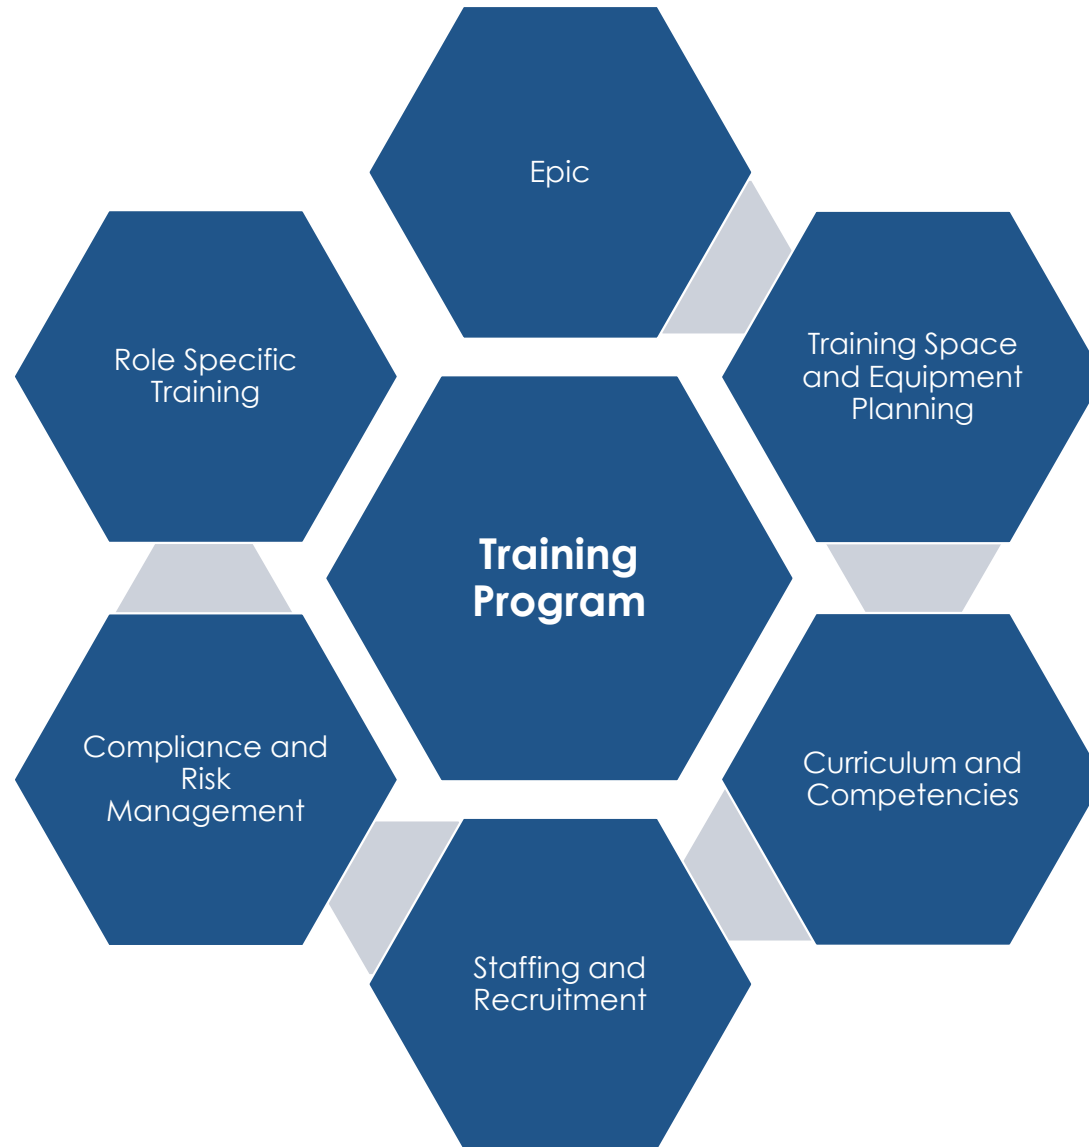 Epic
Training Space
and Equipment
Planning
Role Specific
Training
Training
Program
Curriculum and
Competencies
Compliance and
Risk
Management
Staffing and
Recruitment